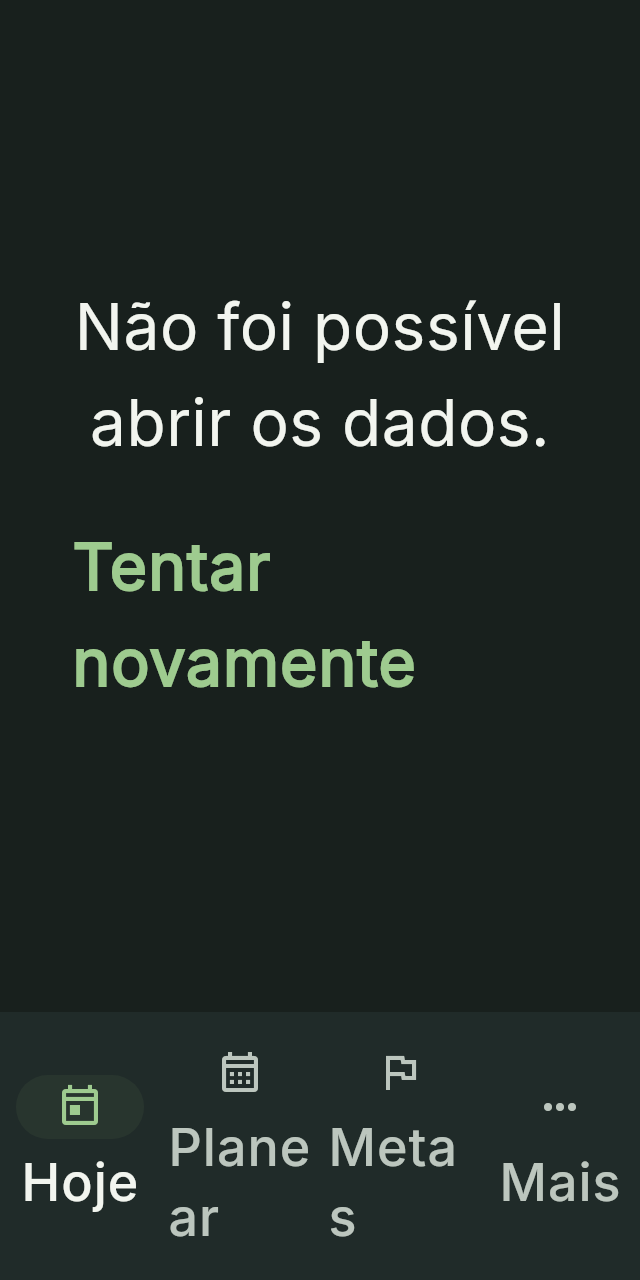 Não foi possível
abrir os dados.
Tentar
novamente
Hoje
Plane
ar
Meta
s
Mais